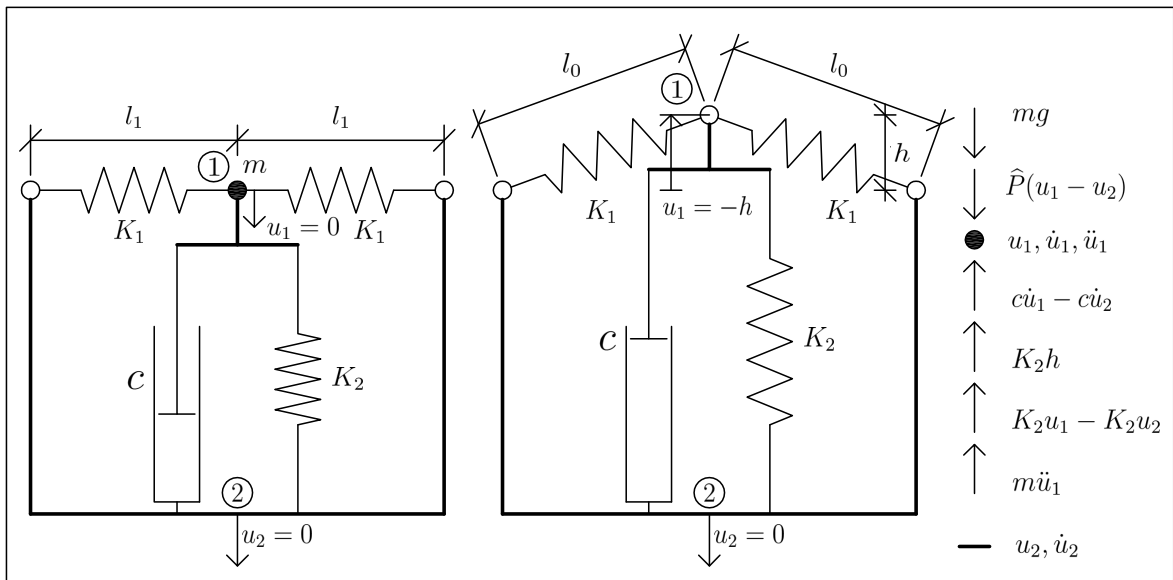 l₁ l₁
① m
K₁ u₁ = 0 K₁
c K₂
②
u₂ = 0
l₀ l₀
①
h
K₁ u₁ = −h K₁
c K₂
②
u₂ = 0
mg
P̂(u₁ − u₂)
u₁, u̇₁, ü₁
cu̇₁ − cu̇₂
K₂h
K₂u₁ − K₂u₂
mü₁
u₂, u̇₂